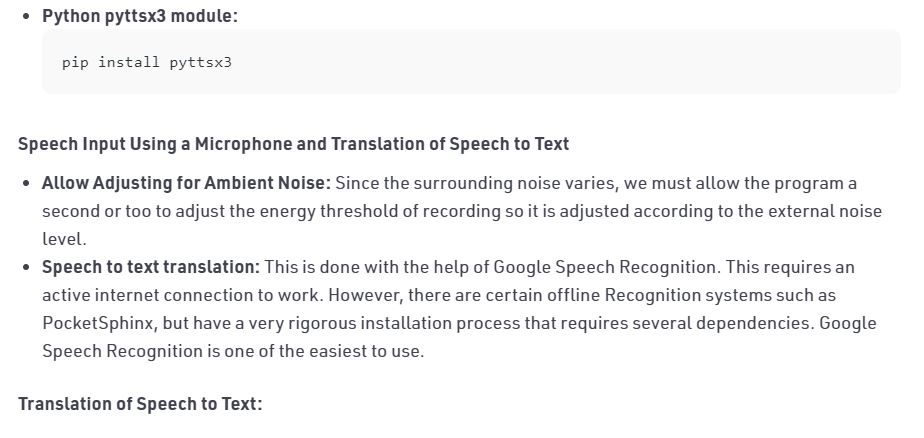 Python pyttsx3 module:
pip install pyttsx3
Speech Input Using a Microphone and Translation of Speech to Text
Allow Adjusting for Ambient Noise: Since the surrounding noise varies, we must allow the program a
second or too to adjust the energy threshold of recording so it is adjusted according to the external noise
level.
Speech to text translation: This is done with the help of Google Speech Recognition. This requires an
active internet connection to work. However, there are certain offline Recognition systems such as
PocketSphinx, but have a very rigorous installation process that requires several dependencies. Google
Speech Recognition is one of the easiest to use.
Translation of Speech to Text: